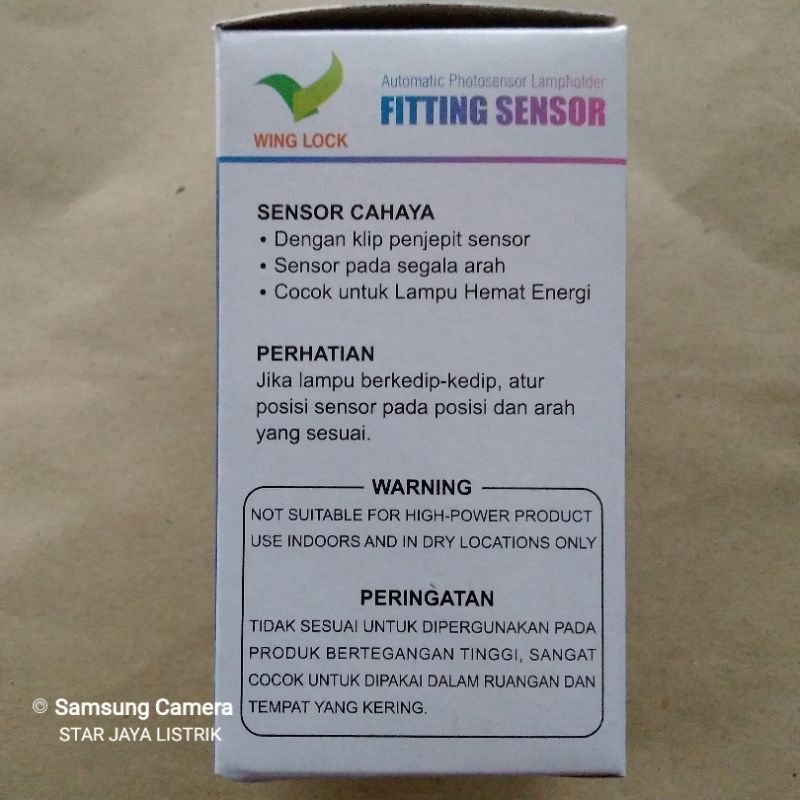 WING LOCK
Automatic Photosensor Lampholder
FITTING SENSOR
SENSOR CAHAYA
• Dengan klip penjepit sensor
• Sensor pada segala arah
• Cocok untuk Lampu Hemat Energi
PERHATIAN
Jika lampu berkedip-kedip, atur
posisi sensor pada posisi dan arah
yang sesuai.
WARNING
NOT SUITABLE FOR HIGH-POWER PRODUCT
USE INDOORS AND IN DRY LOCATIONS ONLY
PERINGATAN
TIDAK SESUAI UNTUK DIPERGUNAKAN PADA
PRODUK BERTEGANGAN TINGGI, SANGAT
COCOK UNTUK DIPAKAI DALAM RUANGAN DAN
TEMPAT YANG KERING.
© Samsung Camera
STAR JAYA LISTRIK